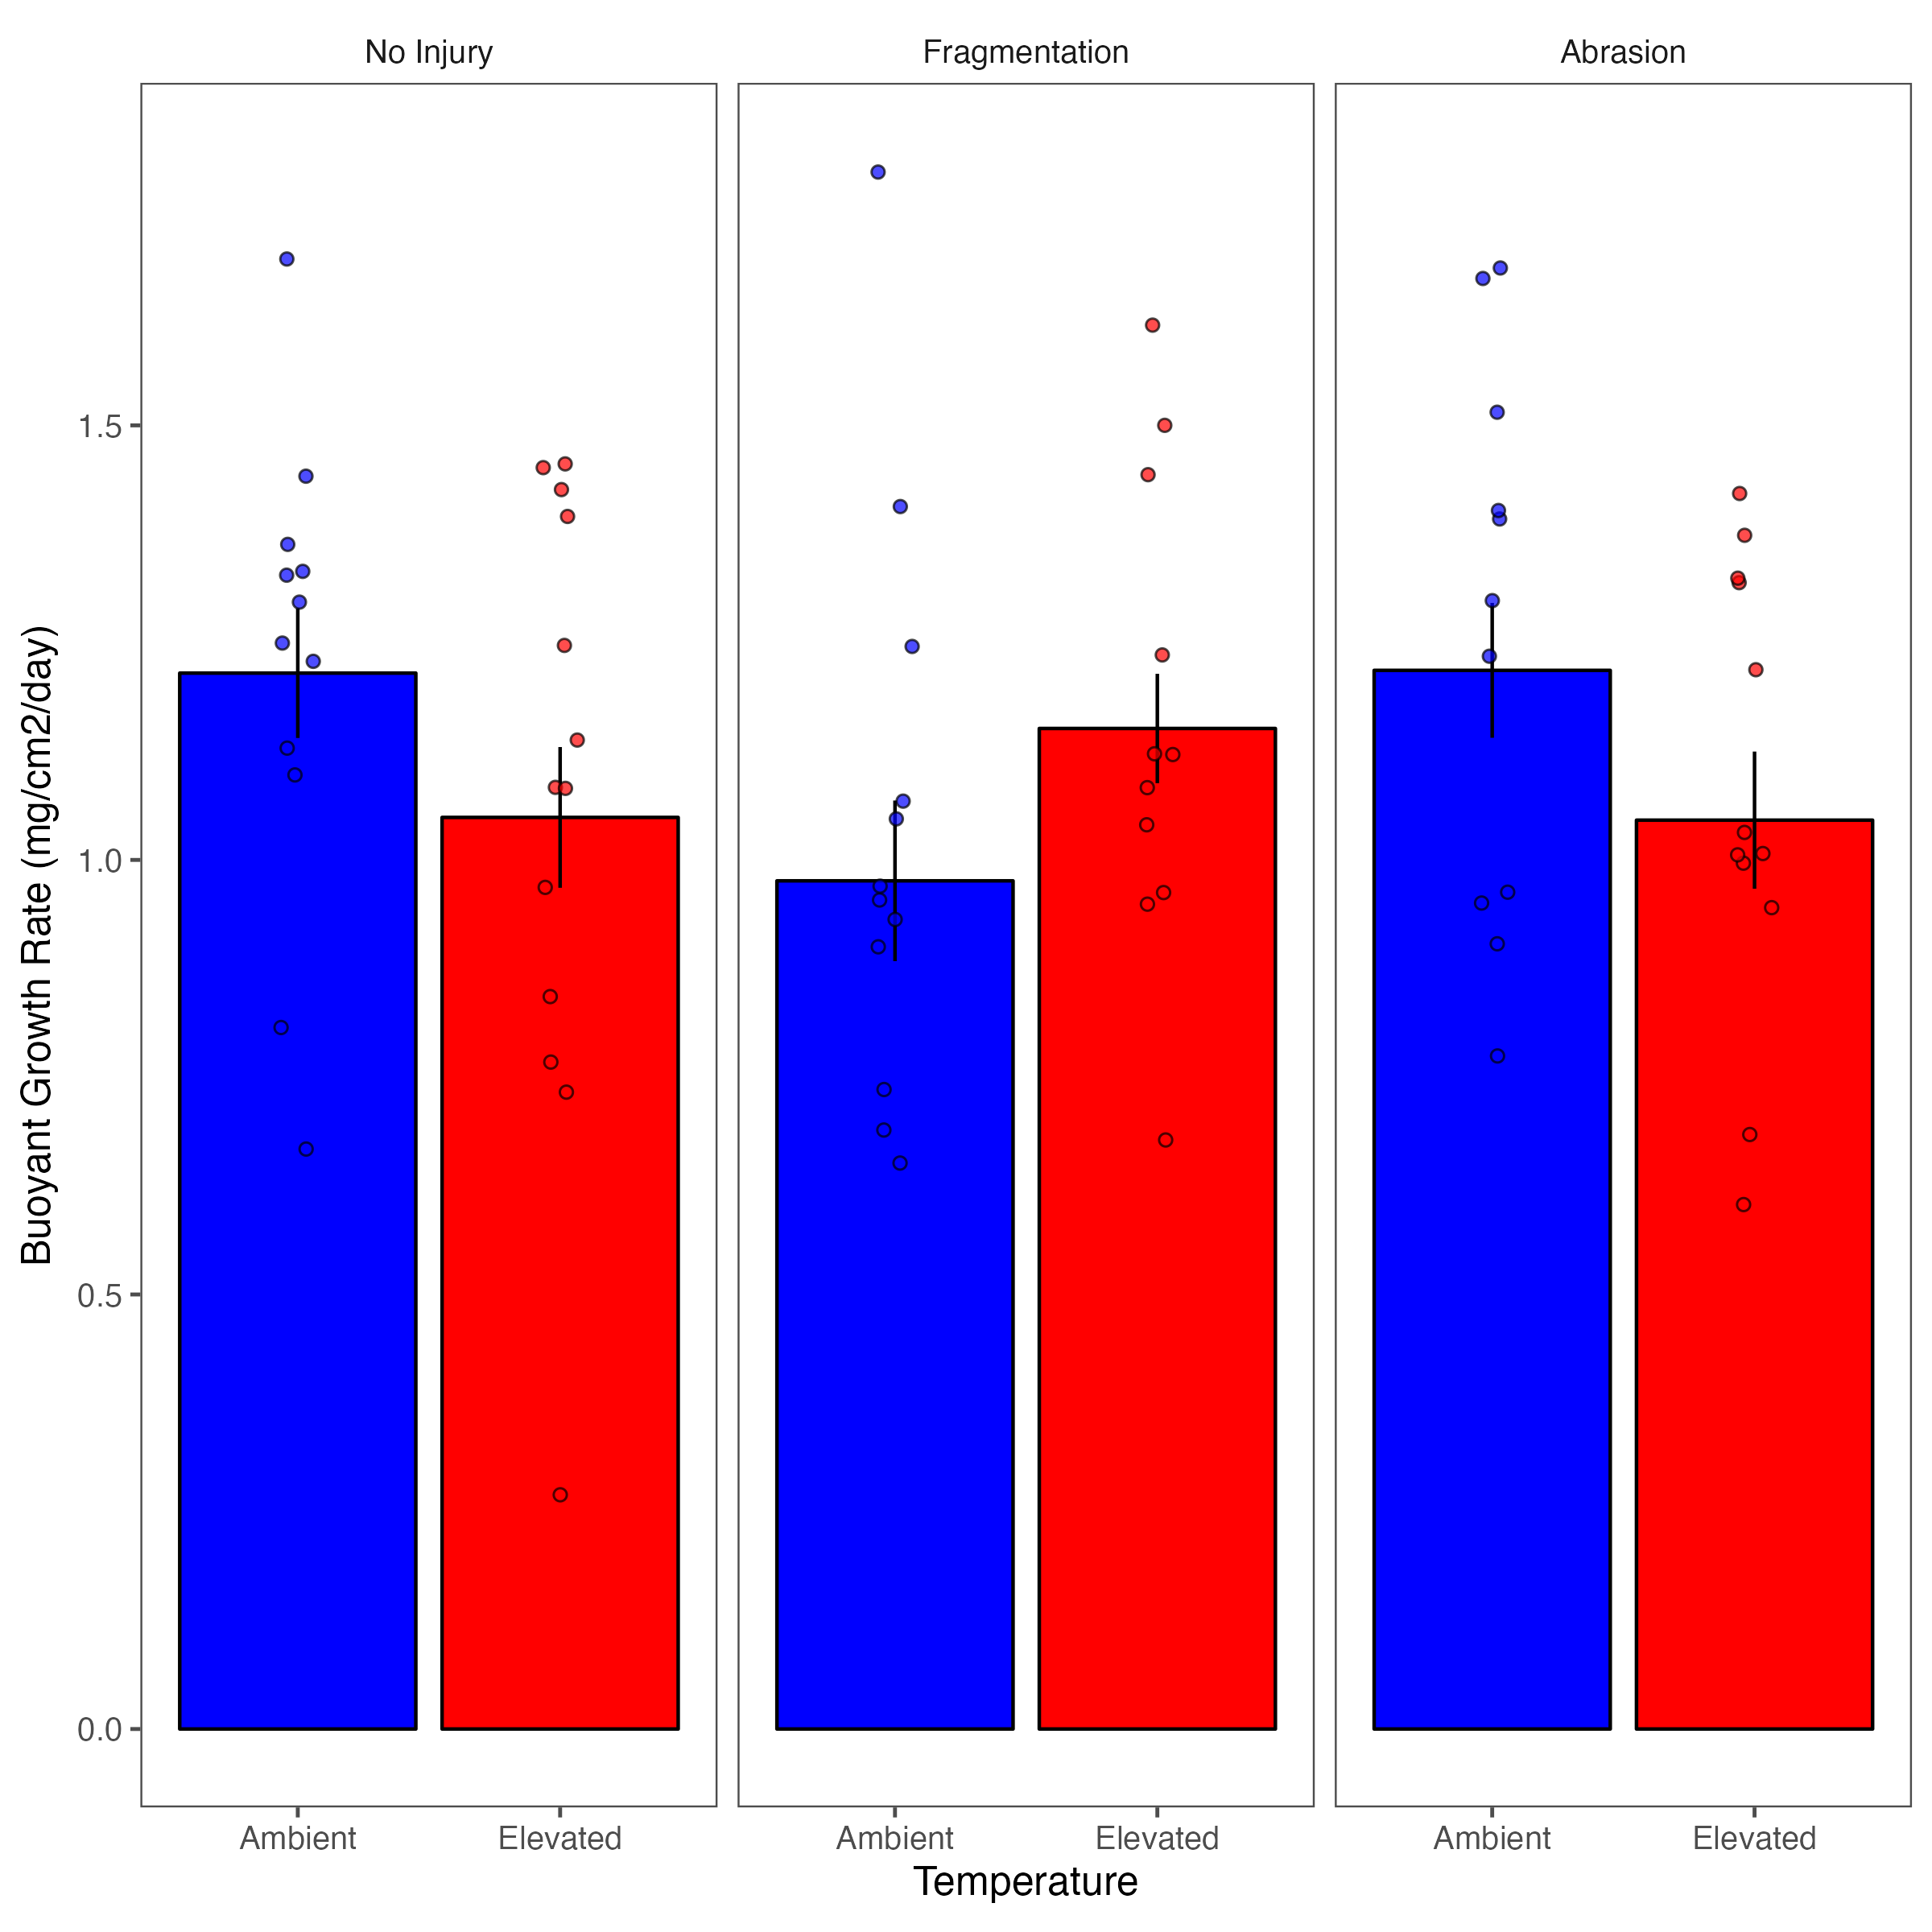 No Injury
Fragmentation
Abrasion
Buoyant Growth Rate (mg/cm2/day)
1.5
1.0
0.5
0.0
Ambient
Elevated
Ambient
Elevated
Ambient
Elevated
Temperature